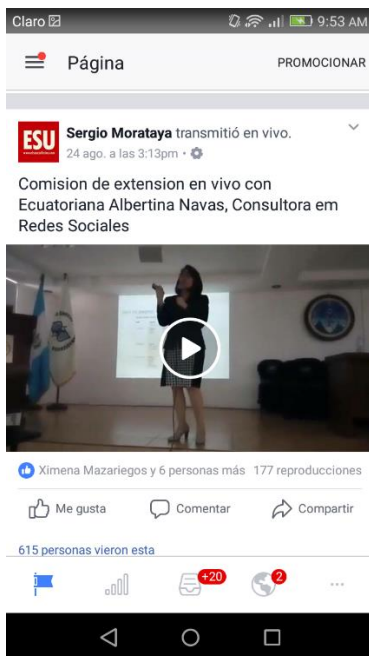 Claro 9:53 AM
Página PROMOCIONAR
ESU
Sergio Morataya transmitió en vivo.
24 ago. a las 3:13pm
Comision de extension en vivo con
Ecuatoriana Albertina Navas, Consultora em
Redes Sociales
Ximena Mazariegos y 6 personas más 177 reproducciones
Me gusta Comentar Compartir
615 personas vieron esta
+20 2